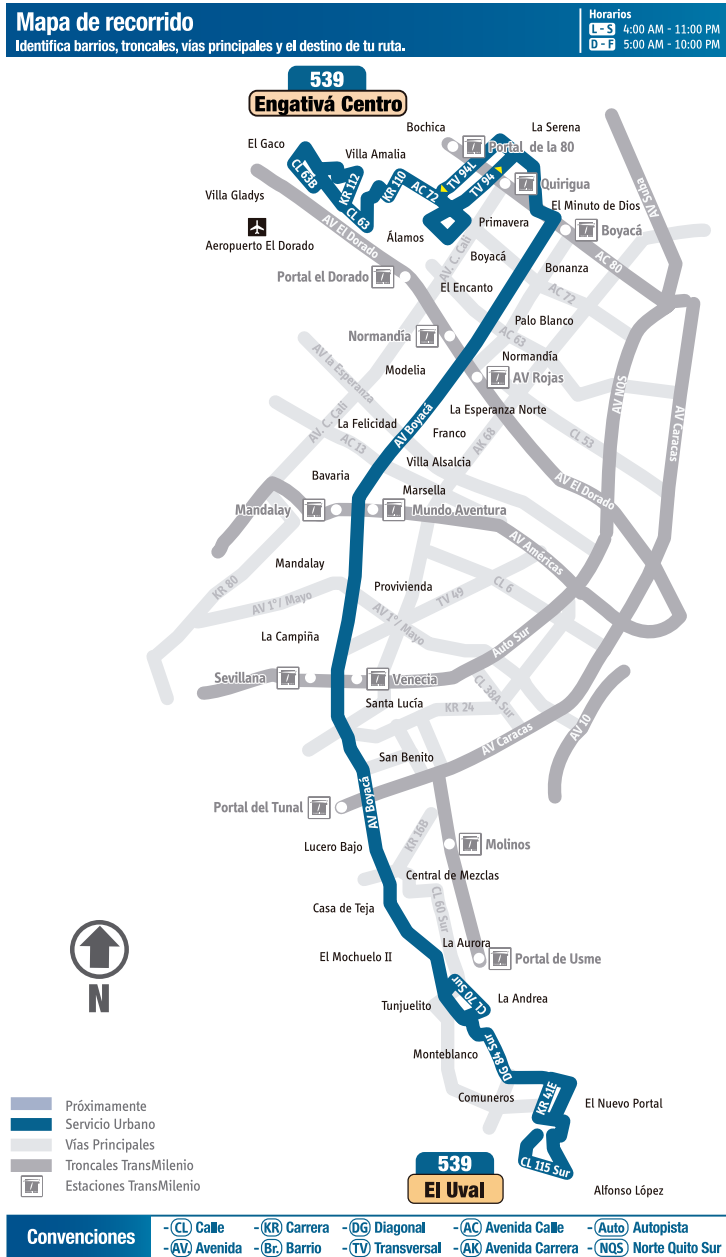 Mapa de recorrido
Identifica barrios, troncales, vías principales y el destino de tu ruta.
Horarios
L - S 4:00 AM - 11:00 PM
D - F 5:00 AM - 10:00 PM
539
Engativá Centro
Bochica
La Serena
El Gaco
Villa Amalia
Portal de la 80
CL 63B
KR 112
KR 110
AC 72
TV 94L
TV 94
Quirigua
Villa Gladys
CL 63
El Minuto de Dios
AV Suba
Primavera
Boyacá
AV El Dorado
Álamos
Aeropuerto El Dorado
AV. C. Cali
Boyacá
AC 80
Bonanza
Portal el Dorado
El Encanto
AC 72
Palo Blanco
Normandía
AC 63
AV la Esperanza
Normandía
Modelia
AV Rojas
NQS AV
AV. C. Cali
La Felicidad
AV Boyacá
La Esperanza Norte
AV Caracas
Franco
AK 68
CL 53
AC 13
Villa Alsalcia
Bavaria
Marsella
AV El Dorado
Mandalay
Mundo Aventura
AV Américas
Mandalay
KR 80
Provivienda
TV 49
CL 6
AV 1º/ Mayo
AV 1º/ Mayo
La Campiña
Auto Sur
Sevillana
Venecia
CL 38A Sur
Santa Lucía
KR 24
AV 10
AV Caracas
San Benito
AV Boyacá
Portal del Tunal
KR 16B
Lucero Bajo
Molinos
Central de Mezclas
CL 60 Sur
Casa de Teja
La Aurora
El Mochuelo II
Portal de Usme
N
CL 70 Sur
La Andrea
Tunjuelito
DG 84 Sur
Monteblanco
Comuneros
KR 41E
El Nuevo Portal
CL 115 Sur
539
El Uval
Alfonso López
Próximamente
Servicio Urbano
Vías Principales
Troncales TransMilenio
Estaciones TransMilenio
Convenciones
- CL Calle - KR Carrera - DG Diagonal - AC Avenida Calle - Auto Autopista
- AV. Avenida - Br. Barrio - TV Transversal - AK Avenida Carrera - NQS Norte Quito Sur